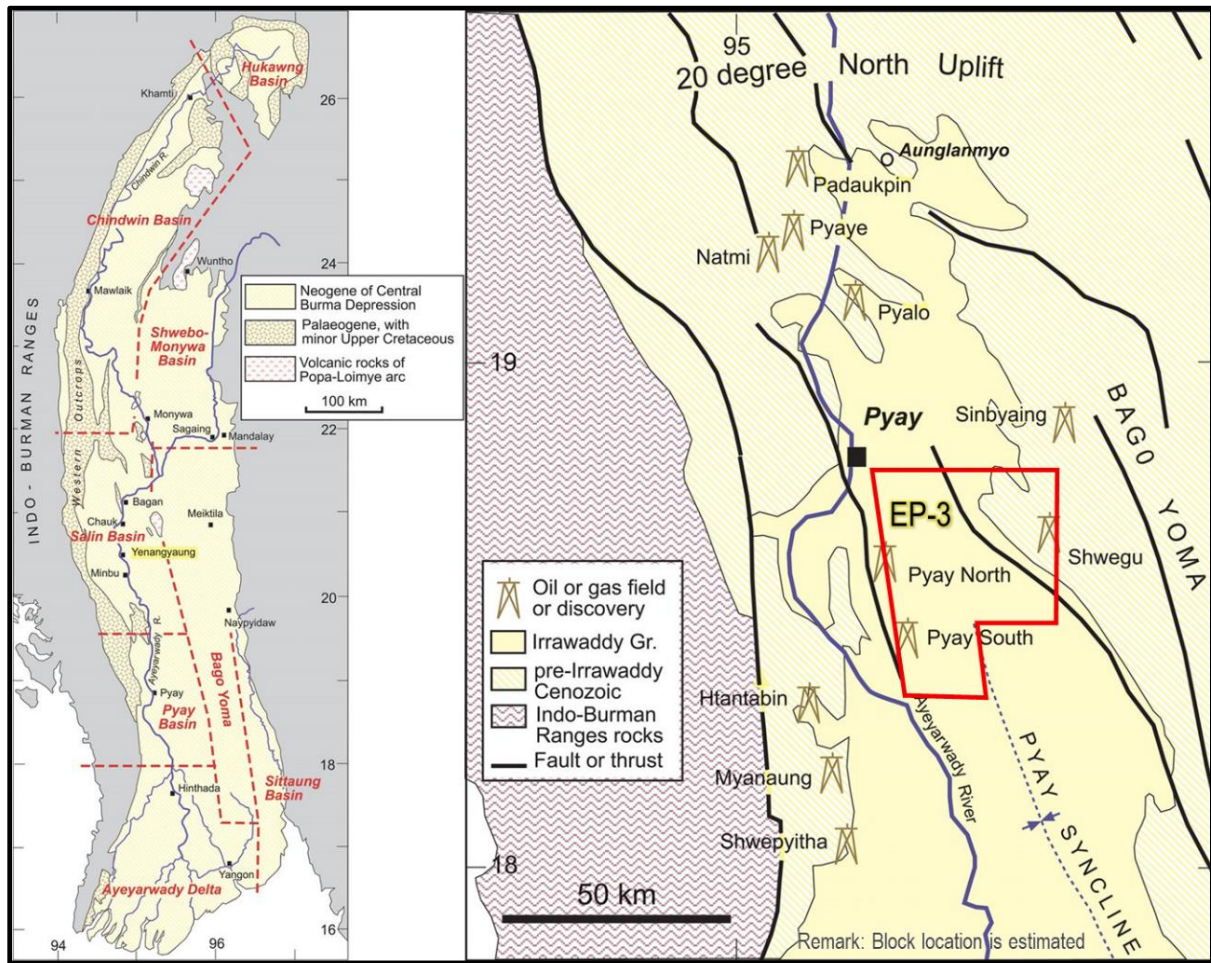 Hukawng
Basin
Khamti
26
Chindwin R.
Chindwin Basin
24
Wuntho
Mawlaik
INDO - BURMAN RANGES
Shwebo-
Monywa
Basin
Neogene of Central
Burma Depression
Palaeogene, with
minor Upper Cretaceous
Volcanic rocks of
Popa-Loimye arc
100 km
Western Outcrops
Monywa
Sagaing
Mandalay
22
Bagan
Chauk
Meiktila
Salin Basin
Yenangyaung
Minbu
20
Naypyidaw
Ayeyarwady R.
Bago Yoma
Pyay
Pyay
Basin
18
Sittaung
Basin
Hinthada
Yangon
Ayeyarwady Delta
94
96
95
20 degree North Uplift
Aunglanmyo
Padaukpin
Pyaye
Natmi
Pyalo
19
BAG0 YOMA
Sinbyaing
Pyay
EP-3
Shwegu
Pyay North
Pyay South
Oil or gas field
or discovery
Irrawaddy Gr.
pre-Irrawaddy
Cenozoic
Indo-Burman
Ranges rocks
Fault or thrust
Htantabin
Ayeyarwady River
Myanaung
PYAY SYNCLINE
Shwepyitha
18
50 km
Remark: Block location is estimated